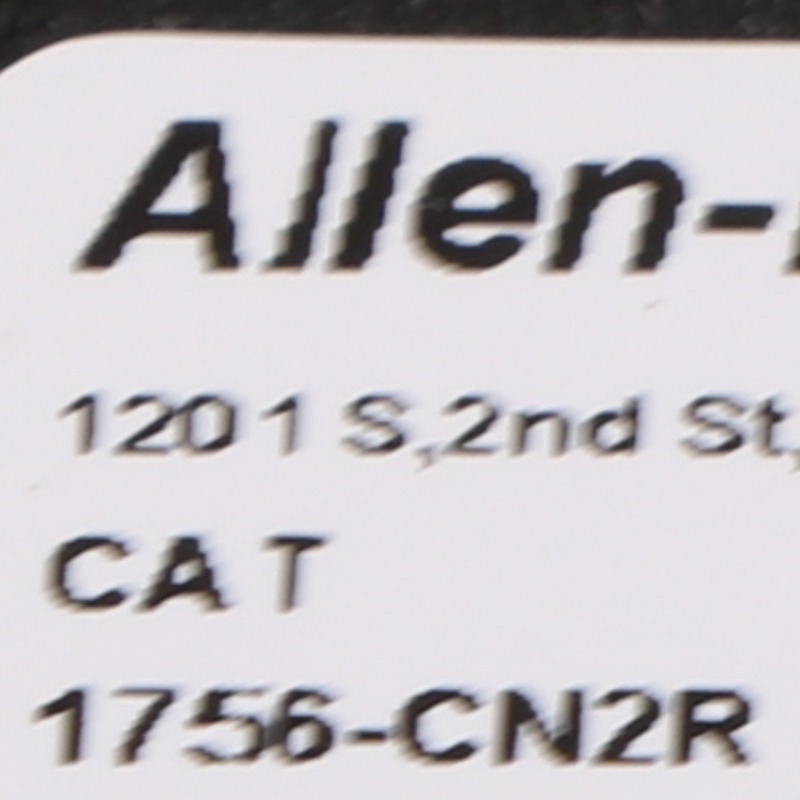 Allen-
1201 S,2nd St,
CAT
1756-CN2R